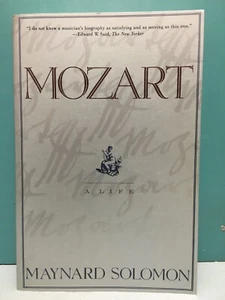 "I do not know a musician's biography as satisfying and as moving as this one."
—Edward W. Said, The New Yorker
MOZART
A LIFE
MAYNARD SOLOMON